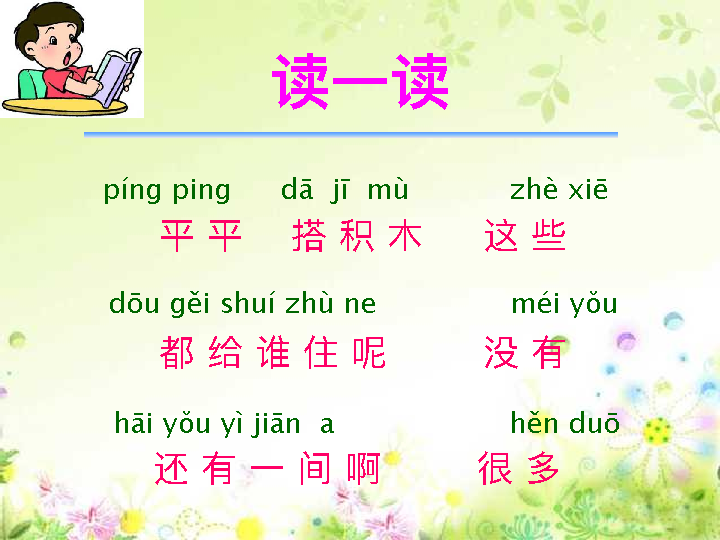 读一读
píng ping dā jī mù zhè xiē
平平 搭积木 这些
dōu gěi shuí zhù ne méi yǒu
都给谁住呢 没有
hāi yǒu yì jiān a hěn duō
还有一间啊 很多